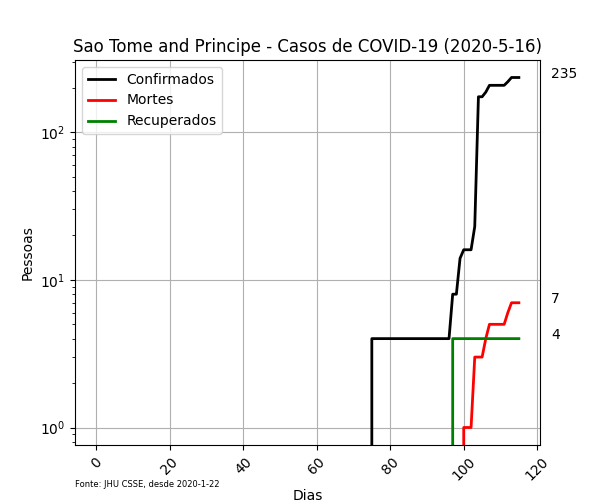 Sao Tome and Principe - Casos de COVID-19 (2020-5-16)
Confirmados
Mortes
Recuperados
235
7
4
10²
10¹
10⁰
Pessoas
0 20 40 60 80 100 120
Fonte: JHU CSSE, desde 2020-1-22
Dias